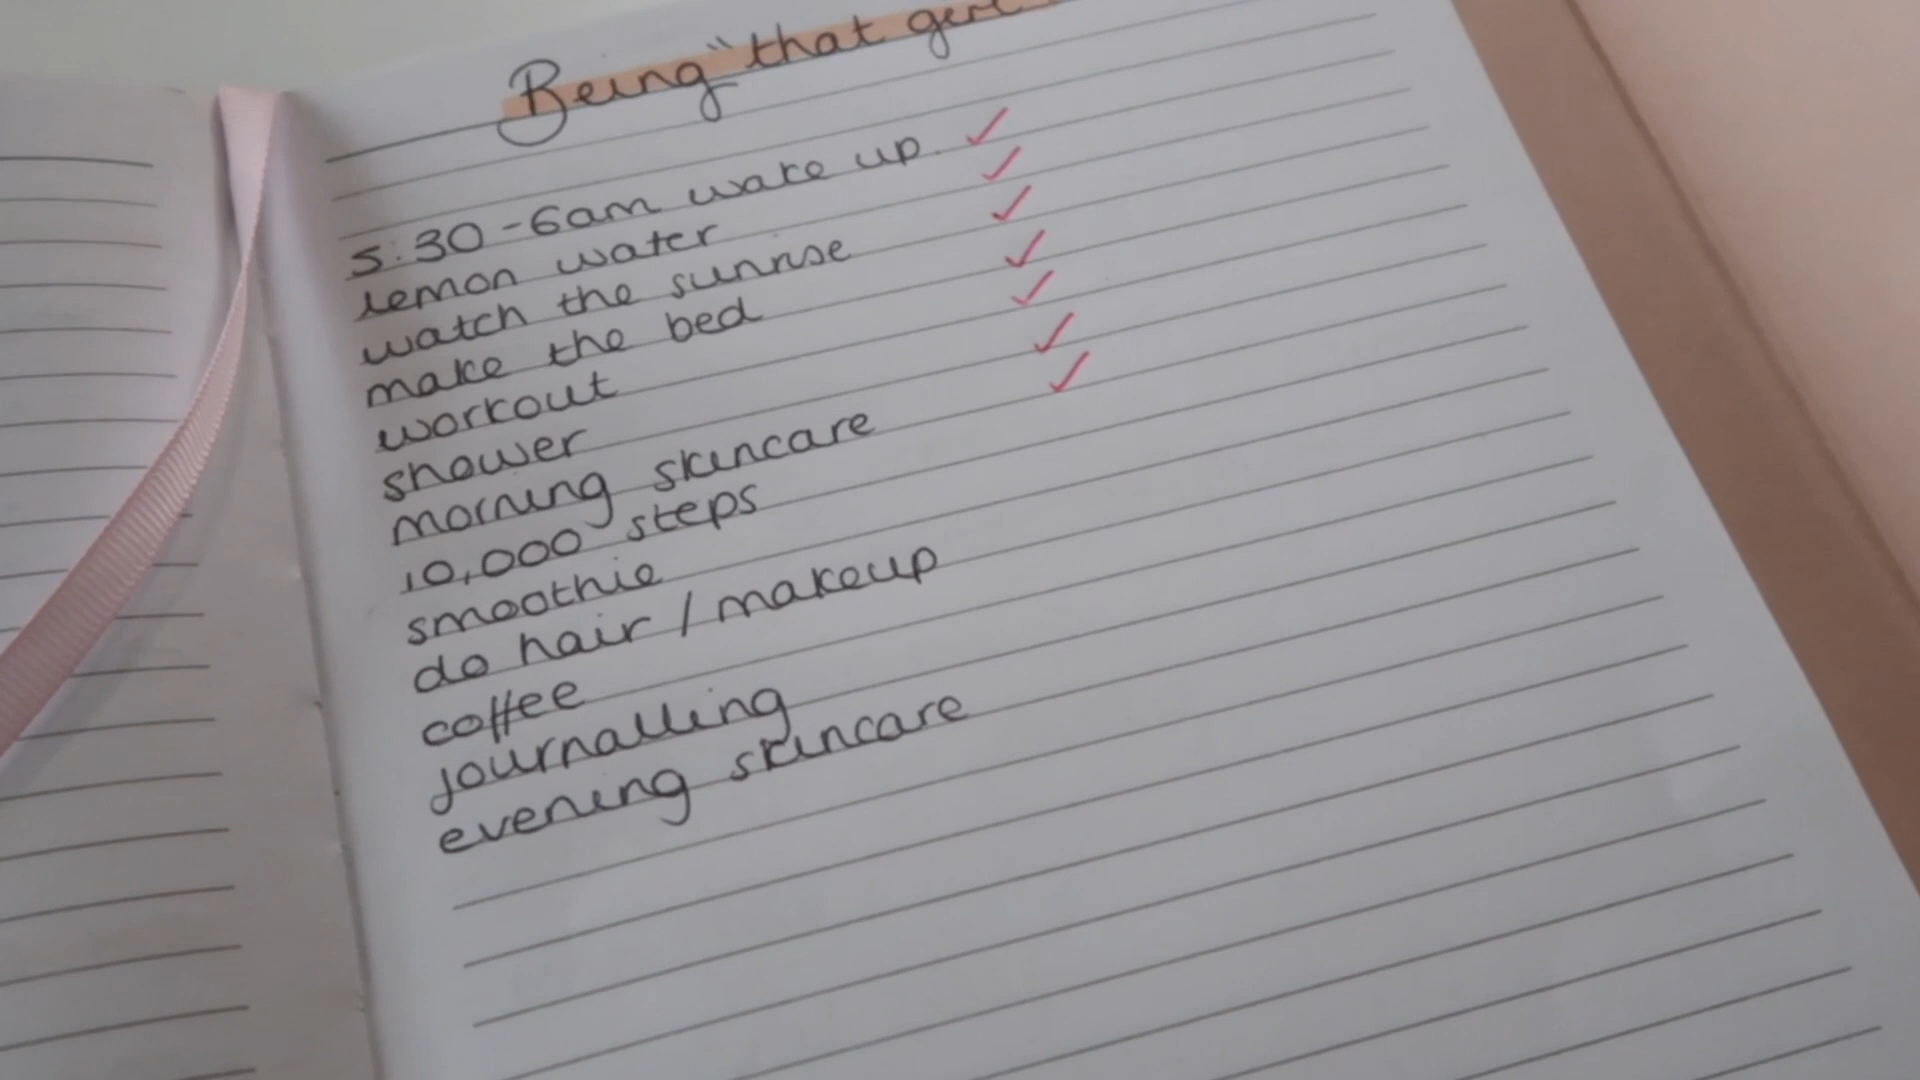 Being "that girl
5:30-6am wake up ✓
lemon water ✓
watch the sunrise ✓
make the bed ✓
workout ✓
shower ✓
morning skincare ✓
10,000 steps
smoothie
do hair / makeup
coffee
journalling
evening skincare